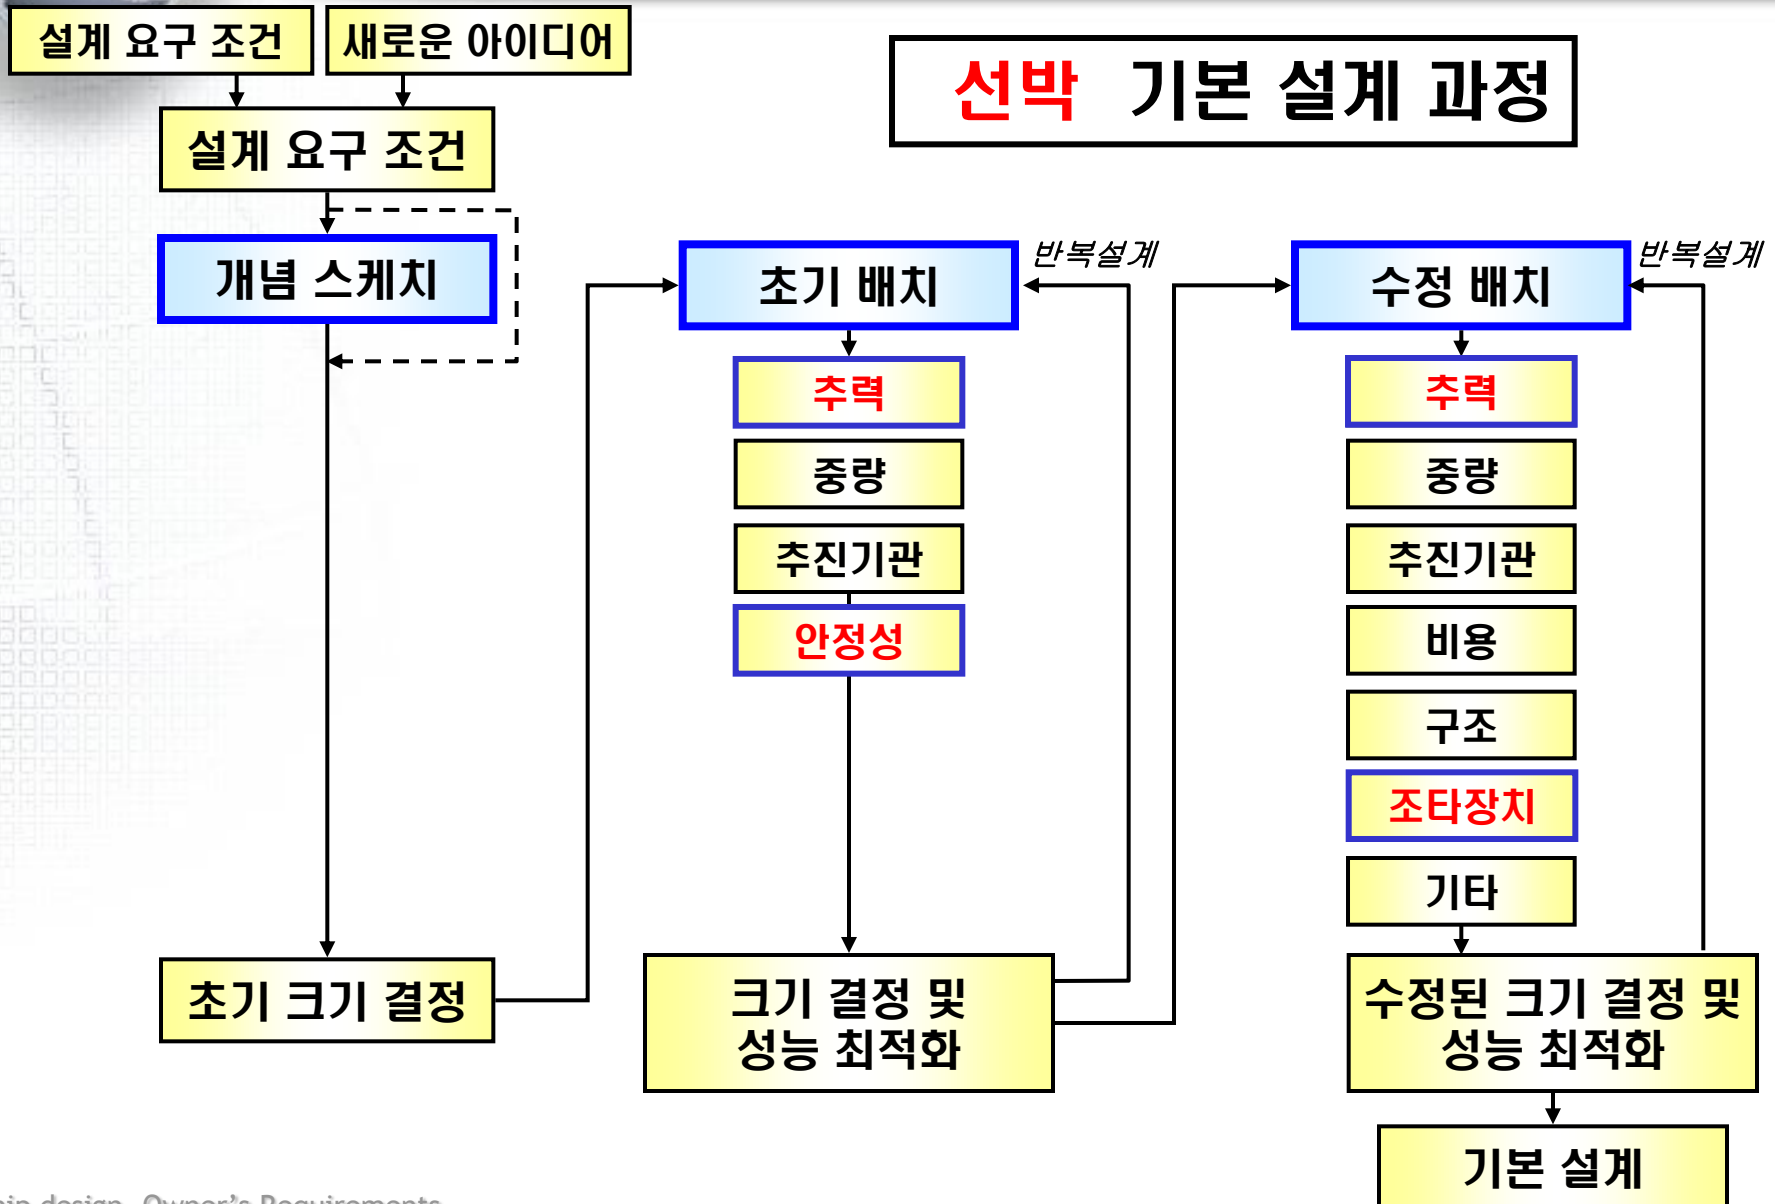 설계 요구 조건
새로운 아이디어
선박 기본 설계 과정
설계 요구 조건
개념 스케치
초기 크기 결정
초기 배치
반복설계
추력
중량
추진기관
안정성
크기 결정 및
성능 최적화
수정 배치
반복설계
추력
중량
추진기관
비용
구조
조타장치
기타
수정된 크기 결정 및
성능 최적화
기본 설계
design, Owner's Requirements